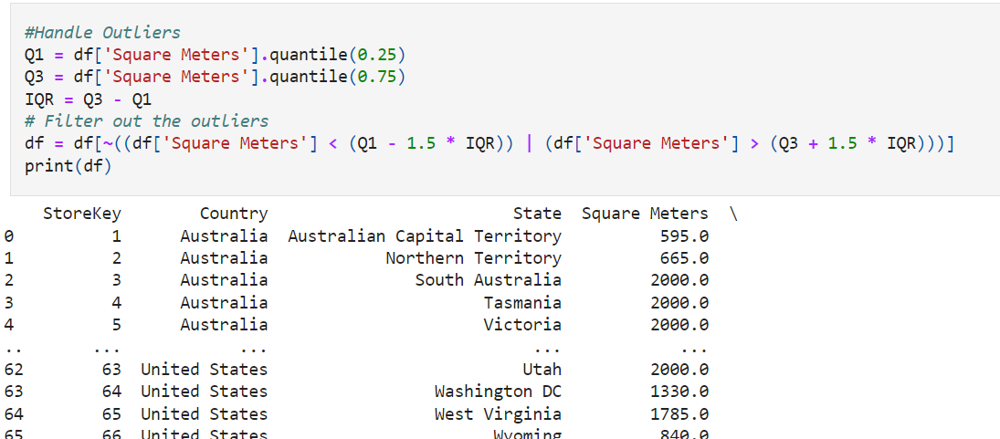 #Handle Outliers
Q1 = df['Square Meters'].quantile(0.25)
Q3 = df['Square Meters'].quantile(0.75)
IQR = Q3 - Q1
# Filter out the outliers
df = df[~((df['Square Meters'] < (Q1 - 1.5 * IQR)) | (df['Square Meters'] > (Q3 + 1.5 * IQR)))]
print(df)
StoreKey Country State Square Meters \
0 1 Australia Australian Capital Territory 595.0
1 2 Australia Northern Territory 665.0
2 3 Australia South Australia 2000.0
3 4 Australia Tasmania 2000.0
4 5 Australia Victoria 2000.0
.. ... ... ... ...
62 63 United States Utah 2000.0
63 64 United States Washington DC 1330.0
64 65 United States West Virginia 1785.0
65 66 United States Wyoming 840.0